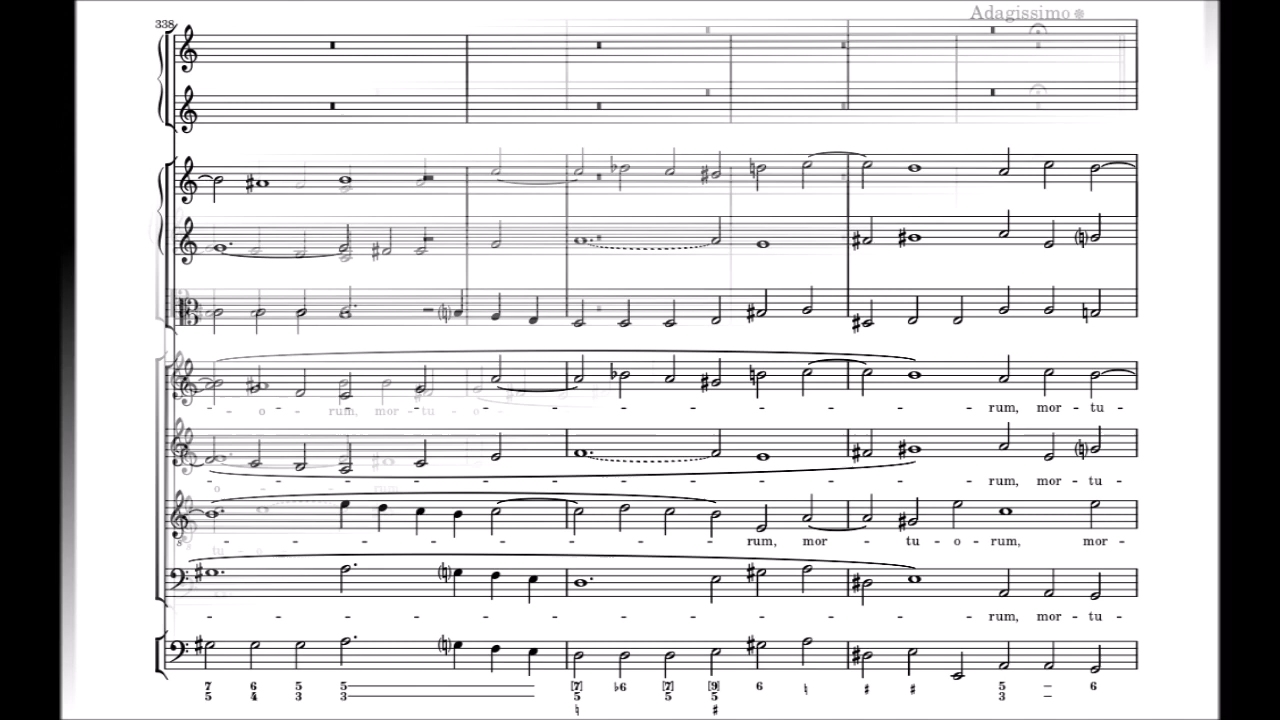 Adagissimo
338
- - o - rum, mor - tu - o - - - - - - - - - - - rum, mor - tu -
- - - - - - - - - - - - - - - - rum, mor - tu -
o - rum,
- - - - - - - - - - - - rum, mor - tu - o - rum, mor -
tu - o
- - - - - - - - - - - - - - - - rum, mor - tu -
7 6 5 5 [7] ♭6 [7] [9] 6 ♮ ♯ ♯ 5 – 6
5 4 3 3 5 5 5 3 –
♮ ♯